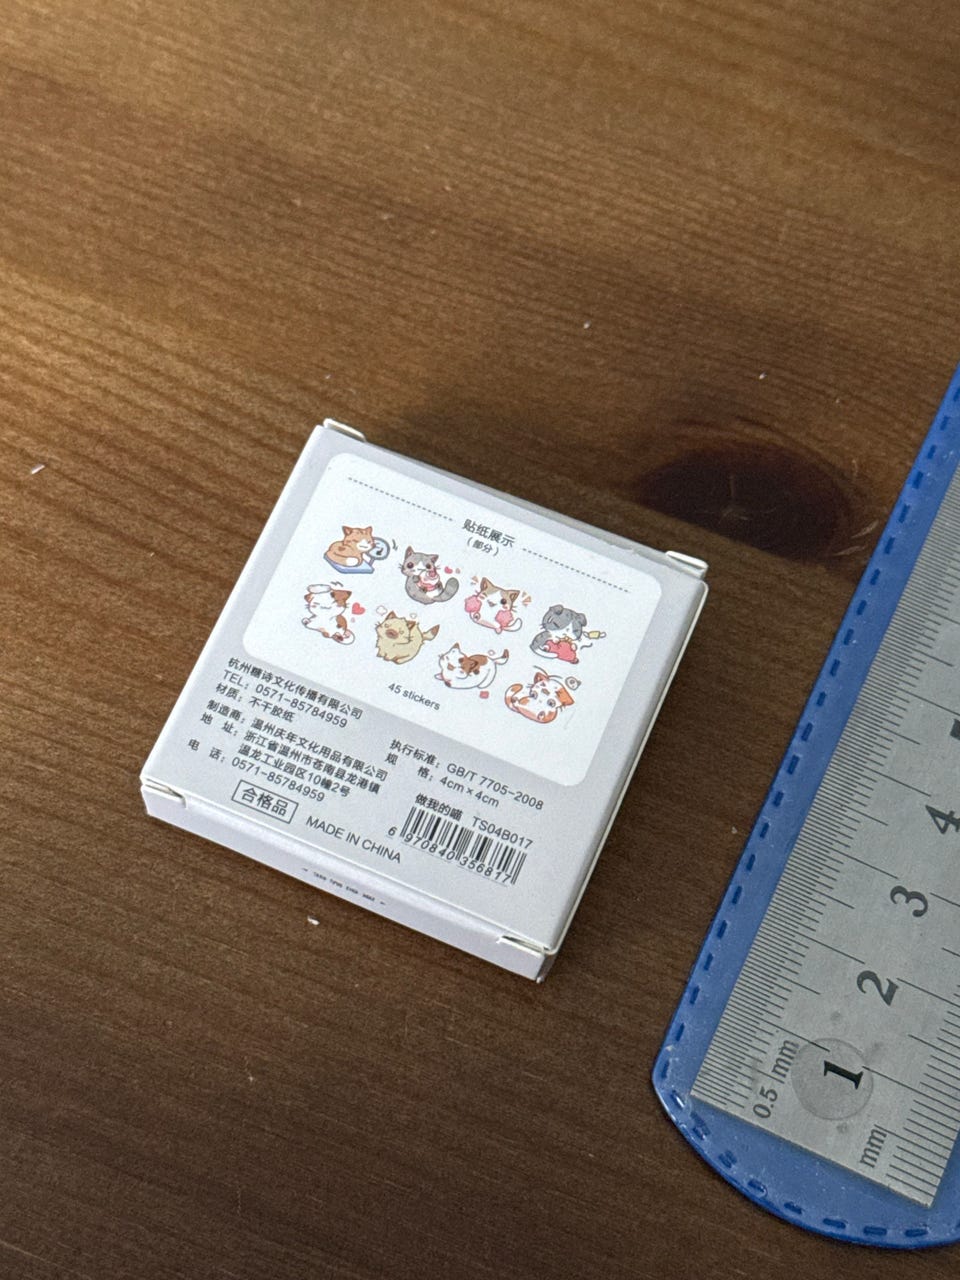 贴纸展示
（部分）
45 stickers
杭州糖诗文化传播有限公司
TEL：0571-85784959
材质：不干胶纸
制造商：温州庆年文化用品有限公司
地 址：浙江省温州市苍南县龙港镇
温龙工业园区10幢2号
电 话：0571-85784959
合格品
MADE IN CHINA
执行标准：GB/T 7705-2008
规 格：4cm×4cm
做我的喵 TS04B017
6 970840 356817
4
3
2
1
0.5 mm
mm